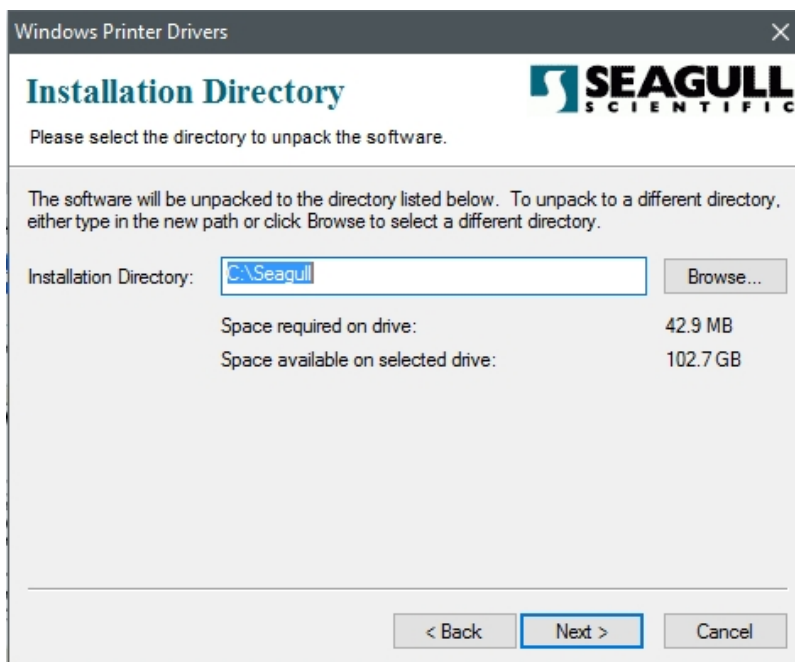 Windows Printer Drivers
Installation Directory
SEAGULL
SCIENTIFIC
Please select the directory to unpack the software.
The software will be unpacked to the directory listed below.  To unpack to a different directory,
either type in the new path or click Browse to select a different directory.
Installation Directory: C:\Seagull Browse...
Space required on drive: 42.9 MB
Space available on selected drive: 102.7 GB
< Back Next > Cancel